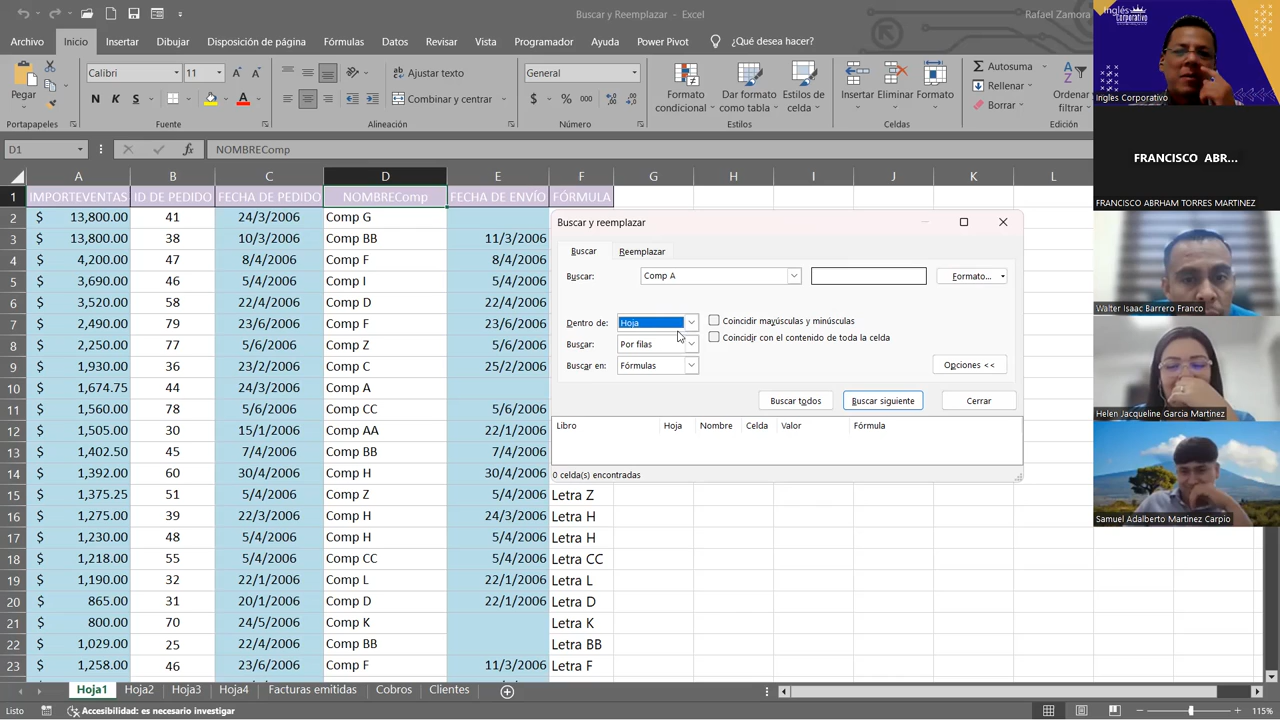 Buscar y Reemplazar - Excel
Rafael Zamora
Archivo Inicio Insertar Dibujar Disposición de página Fórmulas Datos Revisar Vista Programador Ayuda Power Pivot ¿Qué desea hacer?
Pegar
Calibri 11
N K S
Ajustar texto
Combinar y centrar
General
$ % 000
Formato condicional
Dar formato como tabla
Estilos de celda
Insertar Eliminar Formato
Autosuma
Rellenar
Borrar
Ordenar filtrar
Portapapeles Fuente Alineación Número Estilos Celdas Edición
D1 fx NOMBREComp
A B C D E F G H I J K L
1 IMPORTEVENTAS ID DE PEDIDO FECHA DE PEDIDO NOMBREComp FECHA DE ENVÍO FÓRMULA
2 $ 13,800.00 41 24/3/2006 Comp G
3 $ 13,800.00 38 10/3/2006 Comp BB 11/3/2006
4 $ 4,200.00 47 8/4/2006 Comp F 8/4/2006
5 $ 3,690.00 46 5/4/2006 Comp I 5/4/2006
6 $ 3,520.00 58 22/4/2006 Comp D 22/4/2006
7 $ 2,490.00 79 23/6/2006 Comp F 23/6/2006
8 $ 2,250.00 77 5/6/2006 Comp Z 5/6/2006
9 $ 1,930.00 36 23/2/2006 Comp C 25/2/2006
10 $ 1,674.75 44 24/3/2006 Comp A
11 $ 1,560.00 78 5/6/2006 Comp CC 5/6/2006
12 $ 1,505.00 30 15/1/2006 Comp AA 22/1/2006
13 $ 1,402.50 45 7/4/2006 Comp BB 7/4/2006
14 $ 1,392.00 60 30/4/2006 Comp H 30/4/2006
15 $ 1,375.25 51 5/4/2006 Comp Z 5/4/2006 Letra Z
16 $ 1,275.00 39 22/3/2006 Comp H 24/3/2006 Letra H
17 $ 1,230.00 48 5/4/2006 Comp H 5/4/2006 Letra H
18 $ 1,218.00 55 5/4/2006 Comp CC 5/4/2006 Letra CC
19 $ 1,190.00 32 22/1/2006 Comp L 22/1/2006 Letra L
20 $ 865.00 31 20/1/2006 Comp D 22/1/2006 Letra D
21 $ 800.00 70 24/5/2006 Comp K Letra K
22 $ 1,029.00 25 22/4/2006 Comp BB Letra BB
23 $ 1,258.00 46 23/6/2006 Comp F 11/3/2006 Letra F
Buscar y reemplazar
Buscar Reemplazar
Buscar: Comp A Formato...
Dentro de: Hoja Coincidir mayúsculas y minúsculas
Buscar: Por filas Coincidir con el contenido de toda la celda
Buscar en: Fórmulas Opciones <<
Buscar todos Buscar siguiente Cerrar
Libro Hoja Nombre Celda Valor Fórmula
0 celda(s) encontradas
Hoja1 Hoja2 Hoja3 Hoja4 Facturas emitidas Cobros Clientes
Listo Accesibilidad: es necesario investigar 115%
Inglés Corporativo
Ingles Corporativo
FRANCISCO ABR...
FRANCISCO ABRHAM TORRES MARTINEZ
Walter Isaac Barrero Franco
Helen Jacqueline Garcia Martinez
Samuel Adalberto Martinez Carpio